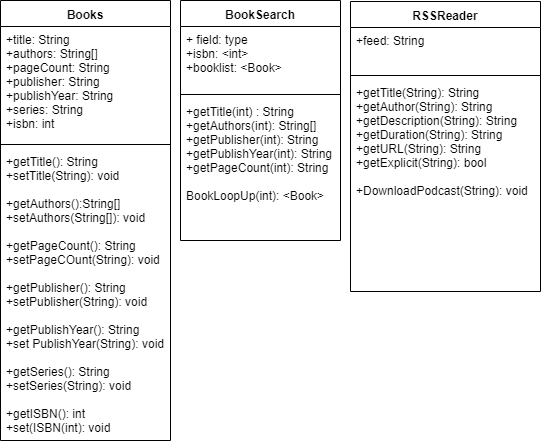 Books
+title: String
+authors: String[]
+pageCount: String
+publisher: String
+publishYear: String
+series: String
+isbn: int
+getTitle(): String
+setTitle(String): void
+getAuthors():String[]
+setAuthors(String[]): void
+getPageCount(): String
+setPageCOunt(String): void
+getPublisher(): String
+setPublisher(String): void
+getPublishYear(): String
+set PublishYear(String): void
+getSeries(): String
+setSeries(String): void
+getISBN(): int
+set(ISBN(int): void
BookSearch
+ field: type
+isbn: <int>
+booklist: <Book>
+getTitle(int) : String
+getAuthors(int): String[]
+getPublisher(int): String
+getPublishYear(int): String
+getPageCount(int): String
BookLoopUp(int): <Book>
RSSReader
+feed: String
+getTitle(String): String
+getAuthor(String): String
+getDescription(String): String
+getDuration(String): String
+getURL(String): String
+getExplicit(String): bool
+DownloadPodcast(String): void